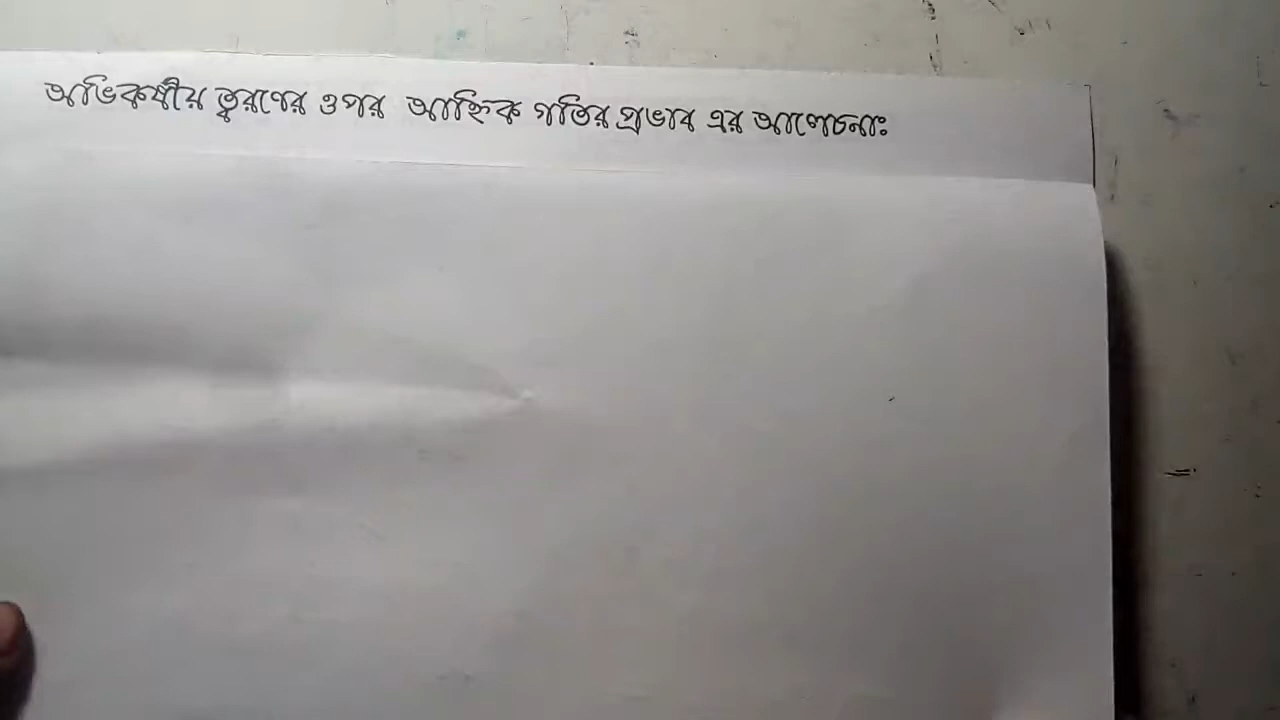 অভিকর্ষীয় ত্বরণের ওপর আহ্নিক গতির প্রভাব এর আলোচনাঃ